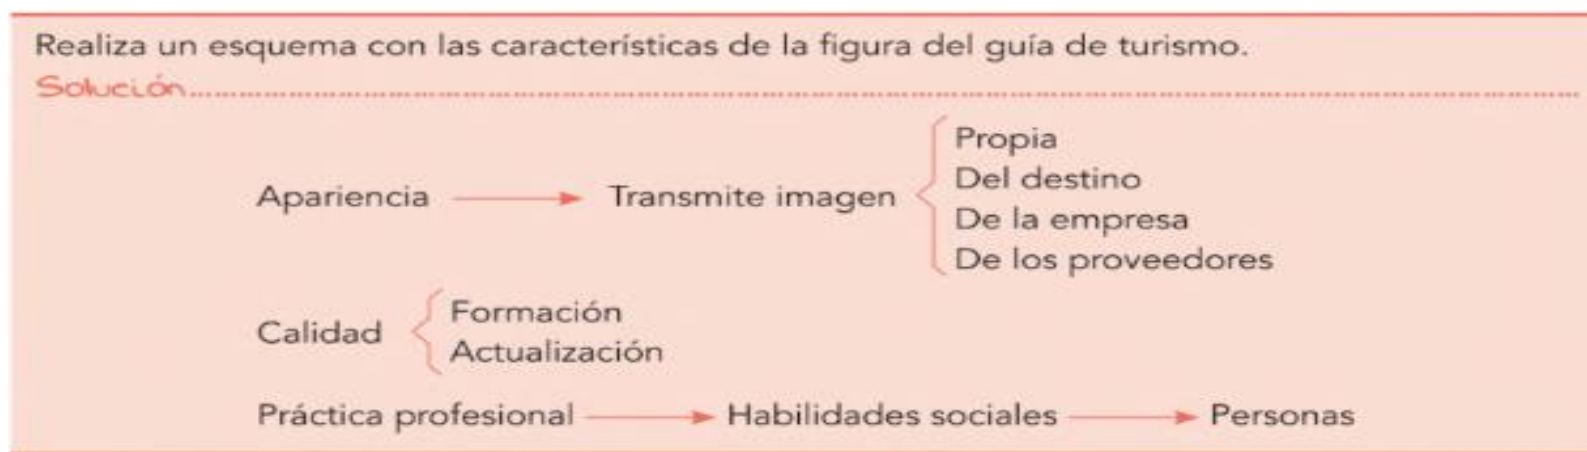 Realiza un esquema con las características de la figura del guía de turismo.
Solución
Propia
Del destino
Apariencia Transmite imagen
De la empresa
De los proveedores
Formación
Calidad
Actualización
Práctica profesional Habilidades sociales Personas